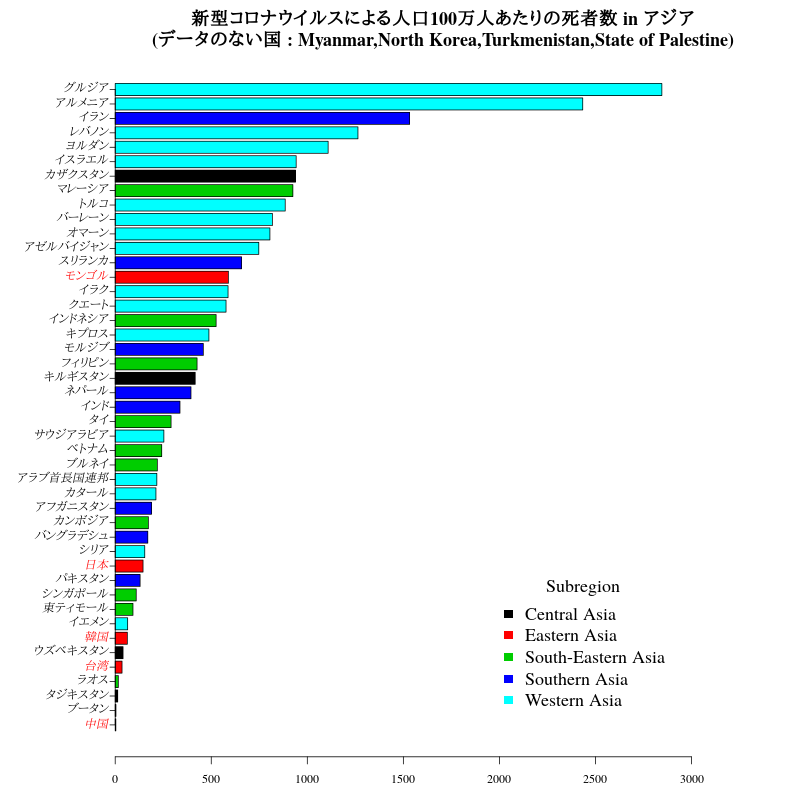 新型コロナウイルスによる人口100万人あたりの死者数 in アジア
(データのない国 : Myanmar,North Korea,Turkmenistan,State of Palestine)
グルジア
アルメニア
イラン
レバノン
ヨルダン
イスラエル
カザクスタン
マレーシア
トルコ
バーレーン
オマーン
アゼルバイジャン
スリランカ
モンゴル
イラク
クエート
インドネシア
キプロス
モルジブ
フィリピン
キルギスタン
ネパール
インド
タイ
サウジアラビア
ベトナム
ブルネイ
アラブ首長国連邦
カタール
アフガニスタン
カンボジア
バングラデシュ
シリア
日本
パキスタン
シンガポール
東ティモール
イエメン
韓国
ウズベキスタン
台湾
ラオス
タジキスタン
ブータン
中国
Subregion
Central Asia
Eastern Asia
South-Eastern Asia
Southern Asia
Western Asia
0 500 1000 1500 2000 2500 3000